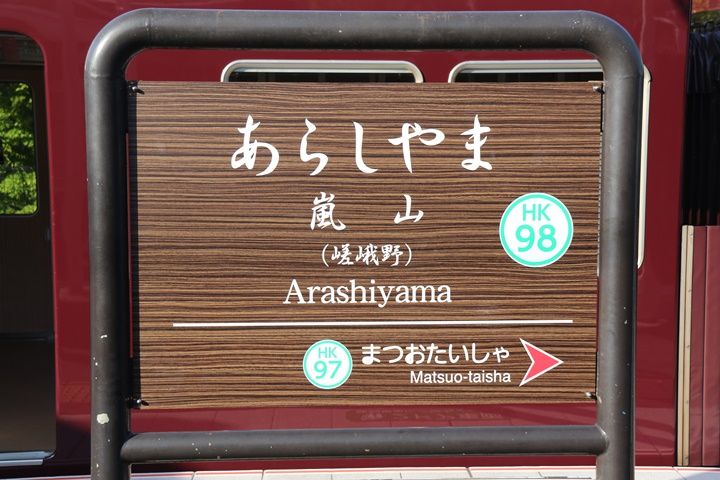 あらしやま
嵐 山
HK
98
(嵯峨野)
Arashiyama
HK
97
まつおたいしゃ
Matsuo-taisha